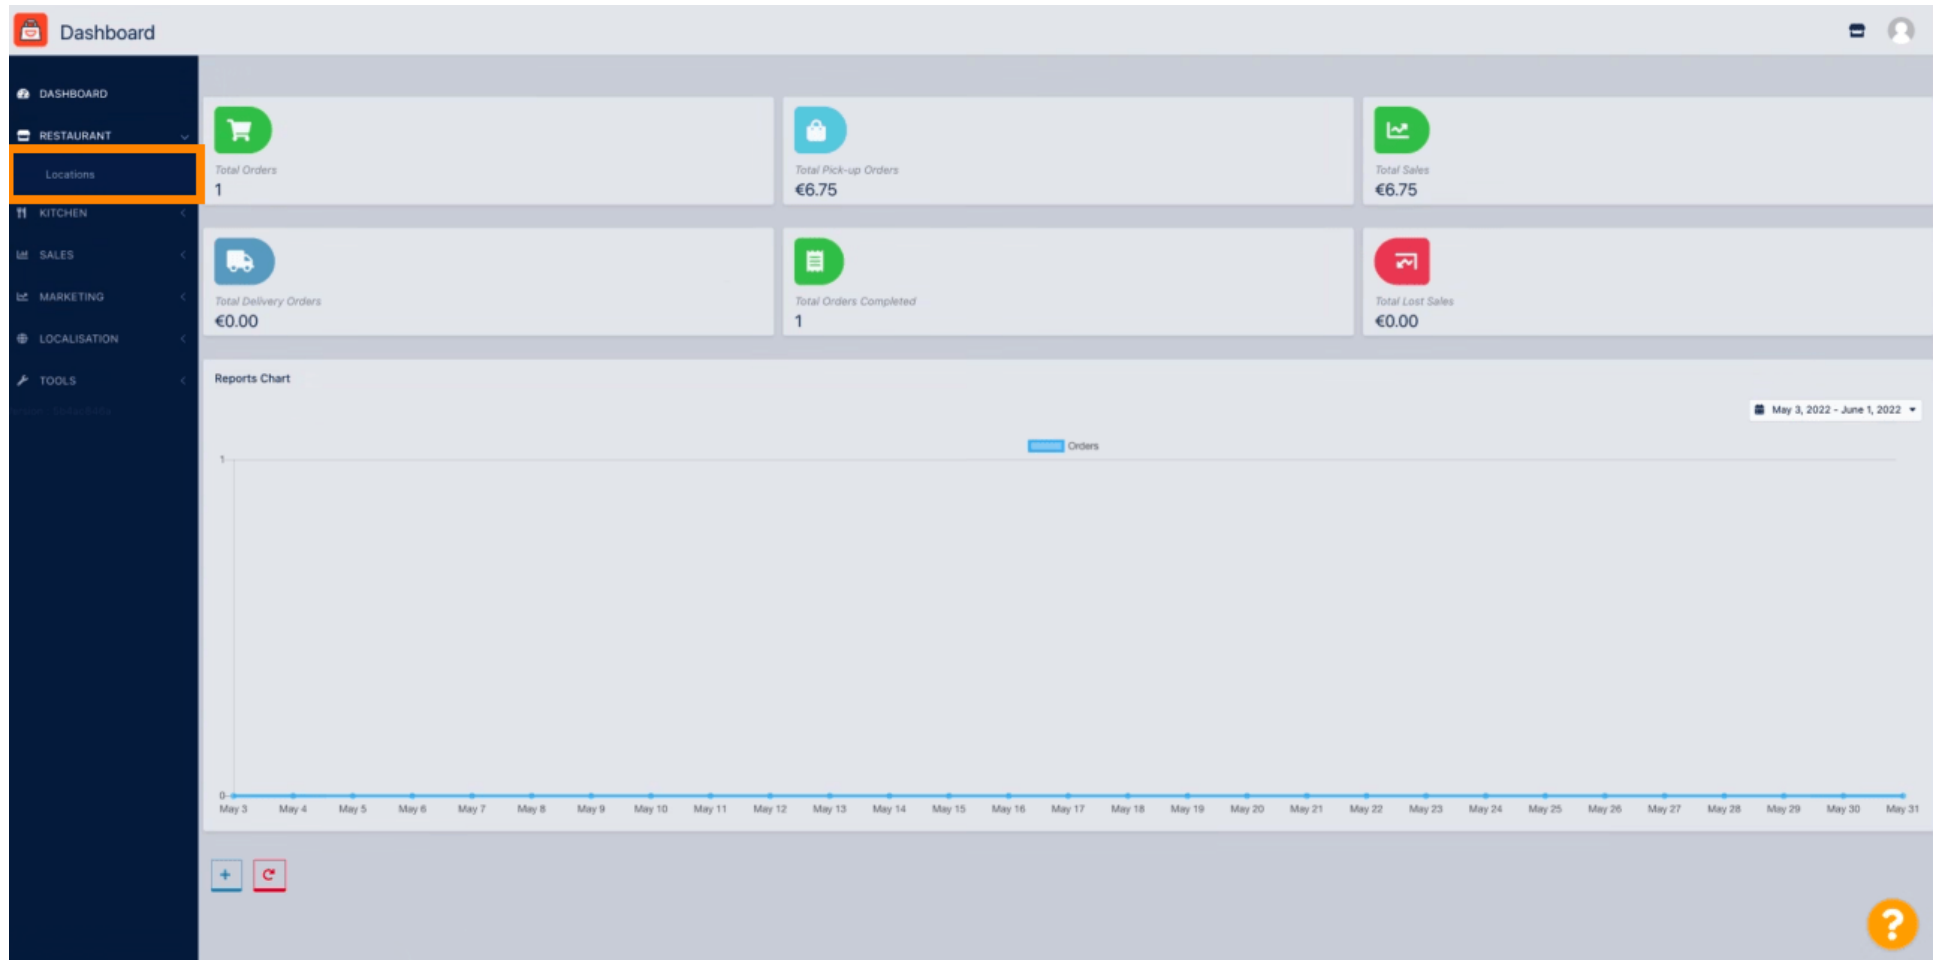 Dashboard
DASHBOARD
RESTAURANT
Locations
KITCHEN
SALES
MARKETING
LOCALISATION
TOOLS
Total Orders
1
Total Pick-up Orders
€6.75
Total Sales
€6.75
Total Delivery Orders
€0.00
Total Orders Completed
1
Total Lost Sales
€0.00
Reports Chart
May 3, 2022 - June 1, 2022
Orders
1
0
May 3 May 4 May 5 May 6 May 7 May 8 May 9 May 10 May 11 May 12 May 13 May 14 May 15 May 16 May 17 May 18 May 19 May 20 May 21 May 22 May 23 May 24 May 25 May 26 May 27 May 28 May 29 May 30 May 31
?